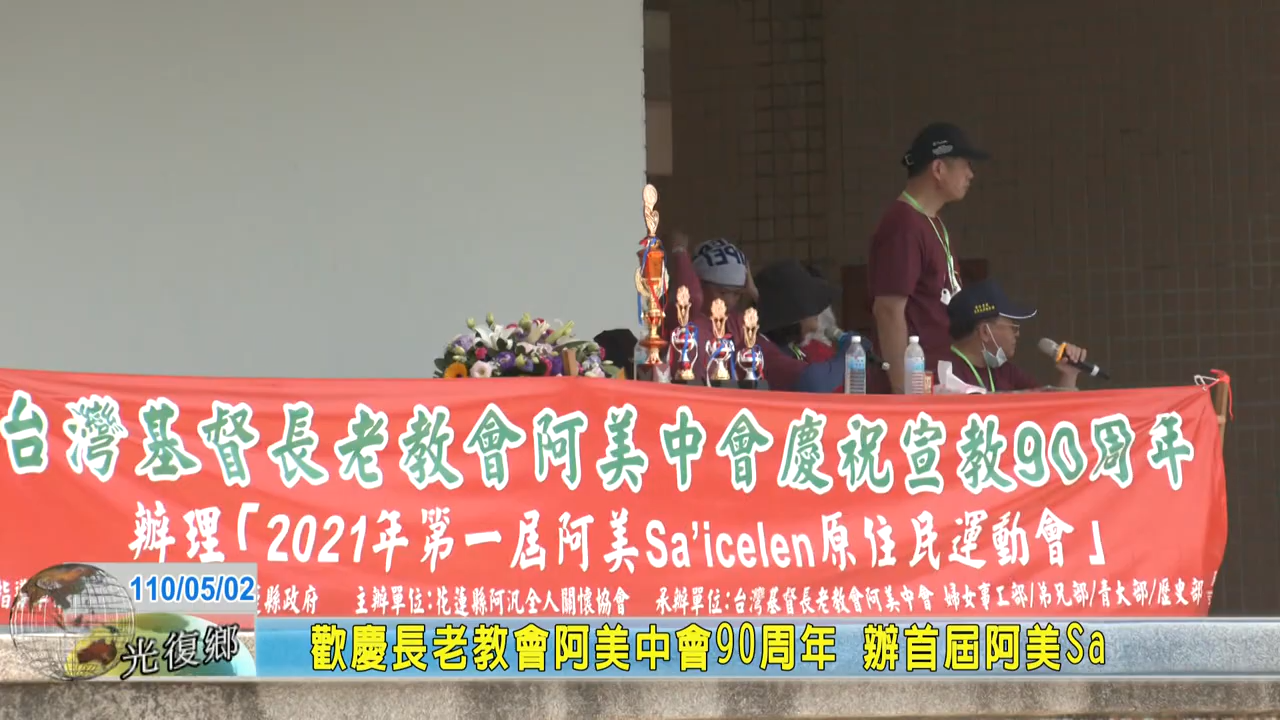 台灣基督長老教會阿美中會慶祝宣教90周年
辦理「2021年第一屆阿美Sa'icelen原住民運動會」
縣政府 主辦單位:花蓮縣阿汎全人關懷協會 承辦單位:台灣基督長老教會阿美中會 婦女事工部/弟兄部/青大部/歷史部
110/05/02
光復鄉
歡慶長老教會阿美中會90周年 辦首屆阿美Sa